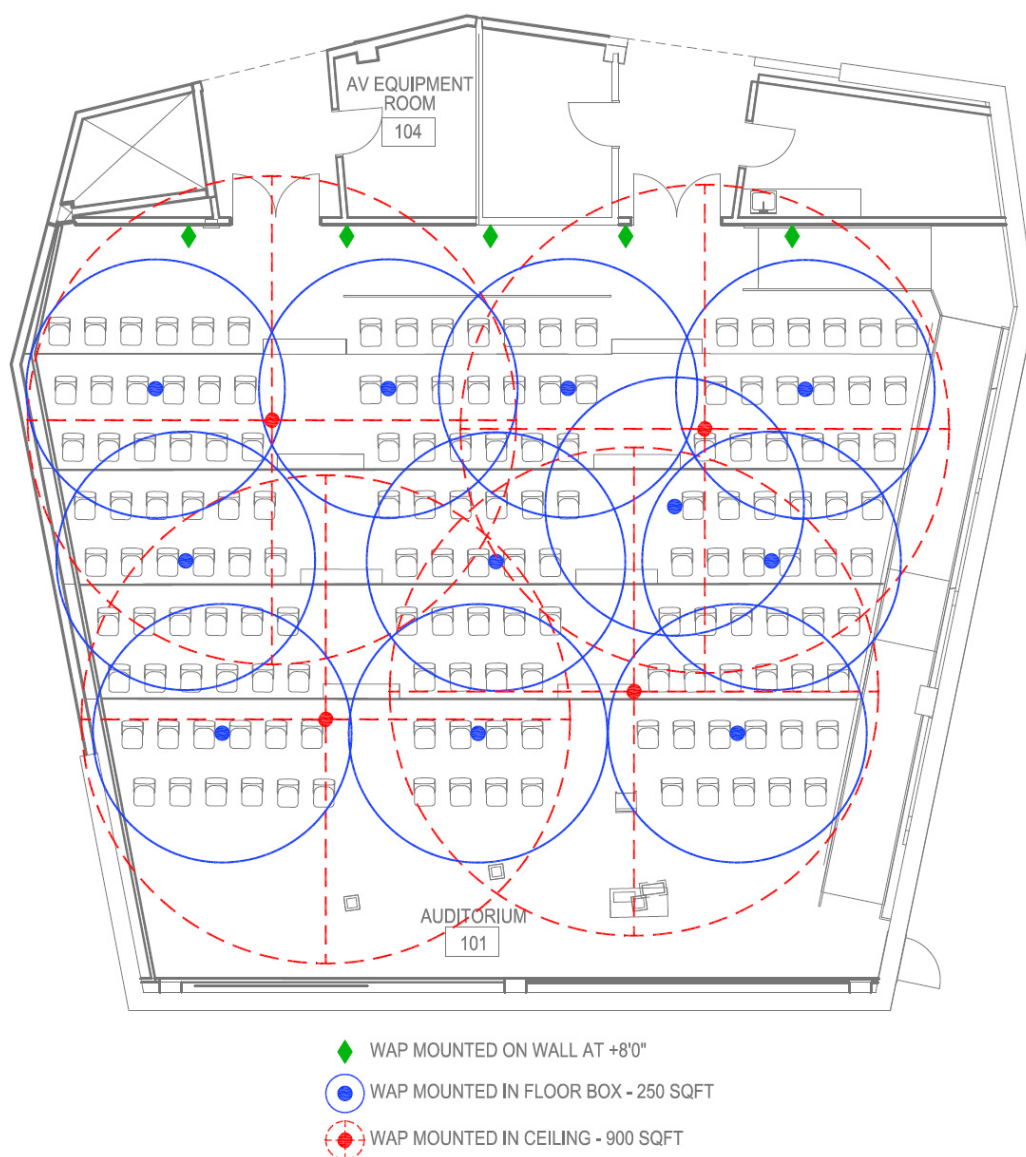 AV EQUIPMENT
ROOM
104
AUDITORIUM
101
WAP MOUNTED ON WALL AT +8'0"
WAP MOUNTED IN FLOOR BOX - 250 SQFT
WAP MOUNTED IN CEILING - 900 SQFT